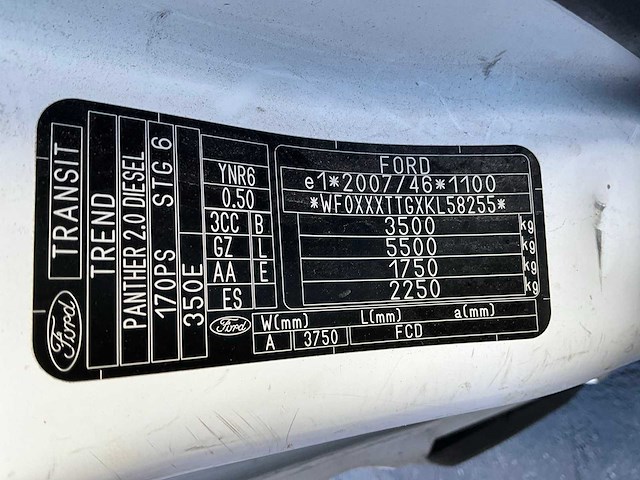 Ford
TRANSIT
TREND
PANTHER 2.0 DIESEL
170PS STG 6
350E
YNR6
0.50
3CC B
GZ L
AA E
ES
FORD
e1*2007/46*1100
*WF0XXXTTGXKL58255*
3500 kg
5500 kg
1750 kg
2250 kg
Ford
W(mm) L(mm) a(mm)
A 3750 FCD